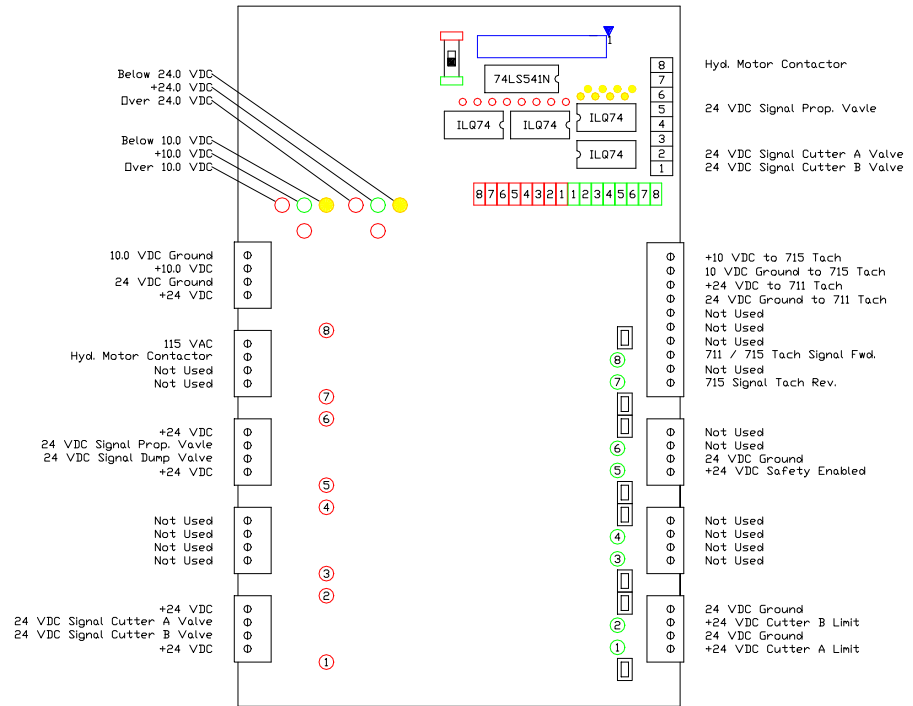 1
8 Hyd. Motor Contactor
74LS541N
7
6
Below 24.0 VDC
+24.0 VDC
Over 24.0 VDC
5 24 VDC Signal Prop. Vavle
ILQ74 ILQ74 ILQ74
4
3
Below 10.0 VDC
+10.0 VDC
Over 10.0 VDC
ILQ74
2 24 VDC Signal Cutter A Valve
1 24 VDC Signal Cutter B Valve
8 7 6 5 4 3 2 1 1 2 3 4 5 6 7 8
10.0 VDC Ground
+10.0 VDC
24 VDC Ground
+24 VDC
115 VAC
Hyd. Motor Contactor
Not Used
Not Used
+24 VDC
24 VDC Signal Prop. Vavle
24 VDC Signal Dump Valve
+24 VDC
Not Used
Not Used
Not Used
Not Used
+24 VDC
24 VDC Signal Cutter A Valve
24 VDC Signal Cutter B Valve
+24 VDC
8
7
6
5
4
3
2
1
8
7
6
5
4
3
2
1
+10 VDC to 715 Tach
10 VDC Ground to 715 Tach
+24 VDC to 711 Tach
24 VDC Ground to 711 Tach
Not Used
Not Used
Not Used
711 / 715 Tach Signal Fwd.
Not Used
715 Signal Tach Rev.
Not Used
Not Used
24 VDC Ground
+24 VDC Safety Enabled
Not Used
Not Used
Not Used
Not Used
24 VDC Ground
+24 VDC Cutter B Limit
24 VDC Ground
+24 VDC Cutter A Limit